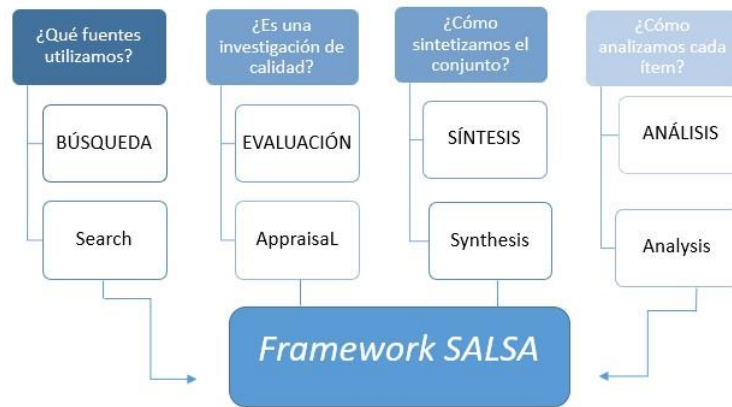 ¿Qué fuentes
utilizamos?
BÚSQUEDA
Search
¿Es una
investigación de
calidad?
EVALUACIÓN
AppraisaL
¿Cómo
sintetizamos el
conjunto?
SÍNTESIS
Synthesis
¿Cómo
analizamos cada
ítem?
ANÁLISIS
Analysis
Framework SALSA